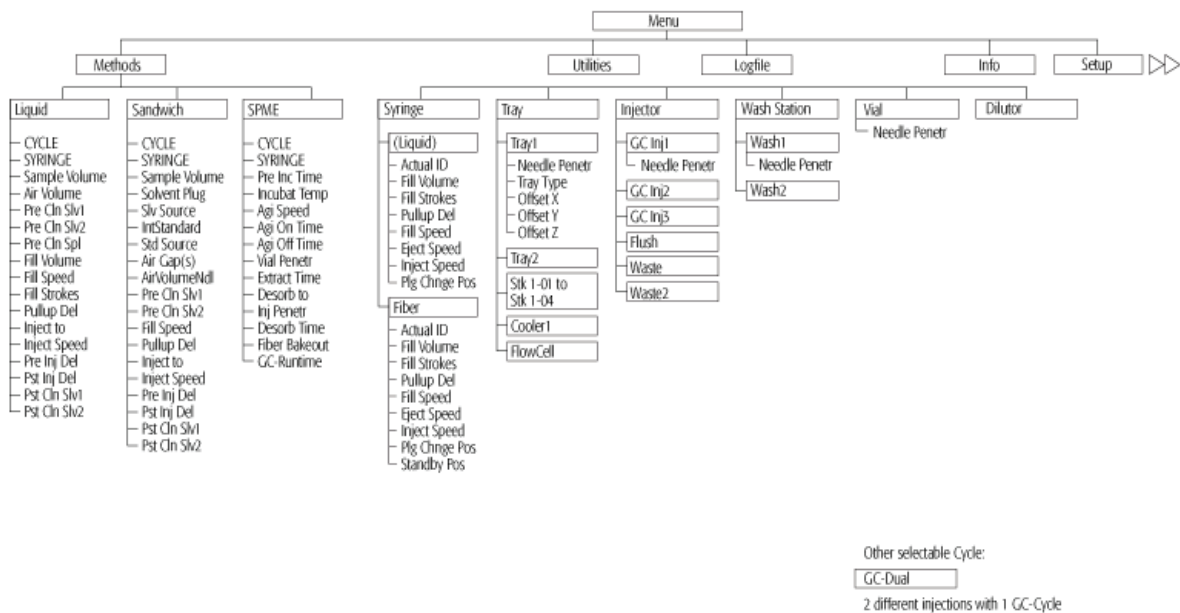 Menu
Methods
Utilities
Logfile
Info
Setup
Liquid
CYCLE
SYRINGE
Sample Volume
Air Volume
Pre Cln Slv1
Pre Cln Slv2
Pre Cln Spl
Fill Volume
Fill Speed
Fill Strokes
Pullup Del
Inject to
Inject Speed
Pre Inj Del
Pst Inj Del
Pst Cln Slv1
Pst Cln Slv2
Sandwich
CYCLE
SYRINGE
Sample Volume
Solvent Plug
Slv Source
IntStandard
Std Source
Air Gap(s)
AirVolumeNdl
Pre Cln Slv1
Pre Cln Slv2
Fill Speed
Pullup Del
Inject to
Inject Speed
Pre Inj Del
Pst Inj Del
Pst Cln Slv1
Pst Cln Slv2
SPME
CYCLE
SYRINGE
Pre Inc Time
Incubat Temp
Agi Speed
Agi On Time
Agi Off Time
Vial Penetr
Extract Time
Desorb to
Inj Penetr
Desorb Time
Fiber Bakeout
GC-Runtime
Syringe
(Liquid)
Actual ID
Fill Volume
Fill Strokes
Pullup Del
Fill Speed
Eject Speed
Inject Speed
Plg Chnge Pos
Fiber
Actual ID
Fill Volume
Fill Strokes
Pullup Del
Fill Speed
Eject Speed
Inject Speed
Plg Chnge Pos
Standby Pos
Tray
Tray1
Needle Penetr
Tray Type
Offset X
Offset Y
Offset Z
Tray2
Stk 1-01 to
Stk 1-04
Cooler1
FlowCell
Injector
GC Inj1
Needle Penetr
GC Inj2
GC Inj3
Flush
Waste
Waste2
Wash Station
Wash1
Needle Penetr
Wash2
Vial
Needle Penetr
Dilutor
Other selectable Cycle:
GC-Dual
2 different injections with 1 GC-Cycle